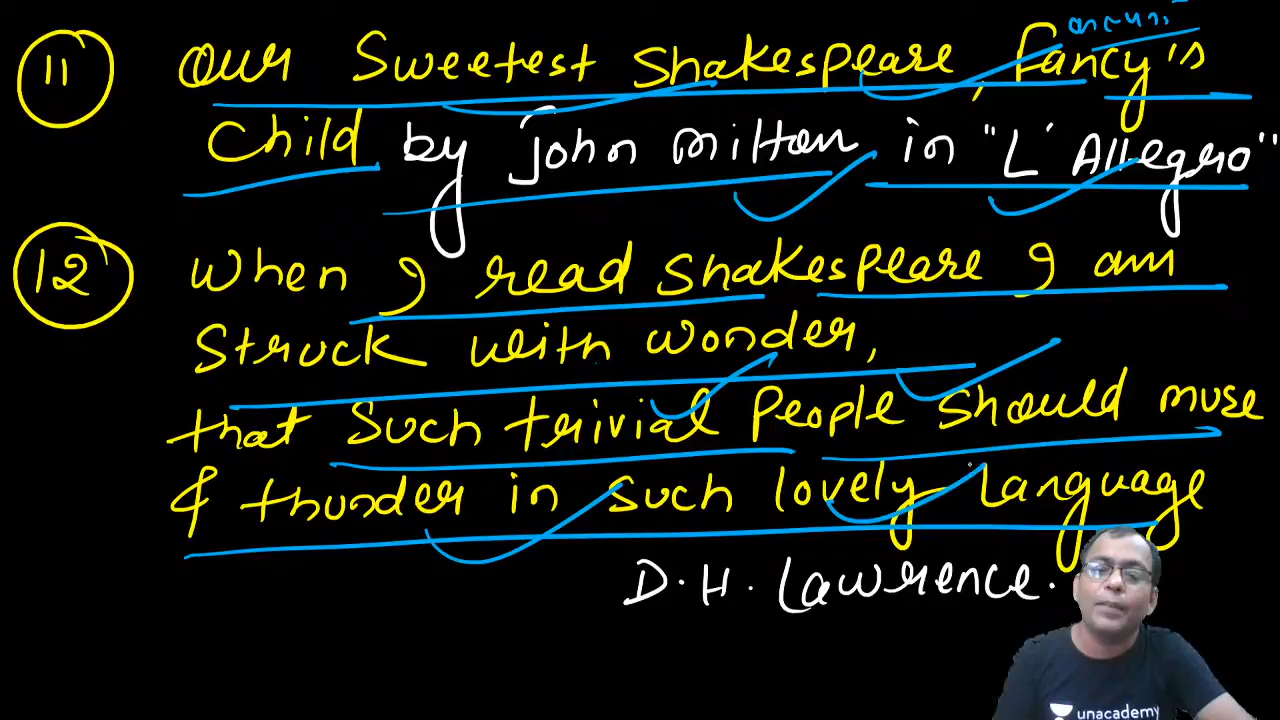 11 Our Sweetest Shakespeare, fancy's
Child by john milton in "L'Allegro"
12 When I read Shakespeare I am
Struck with wonder,
that Such trivial People should muse
& thunder in such lovely Language
D. H. Lawrence.
unacademy